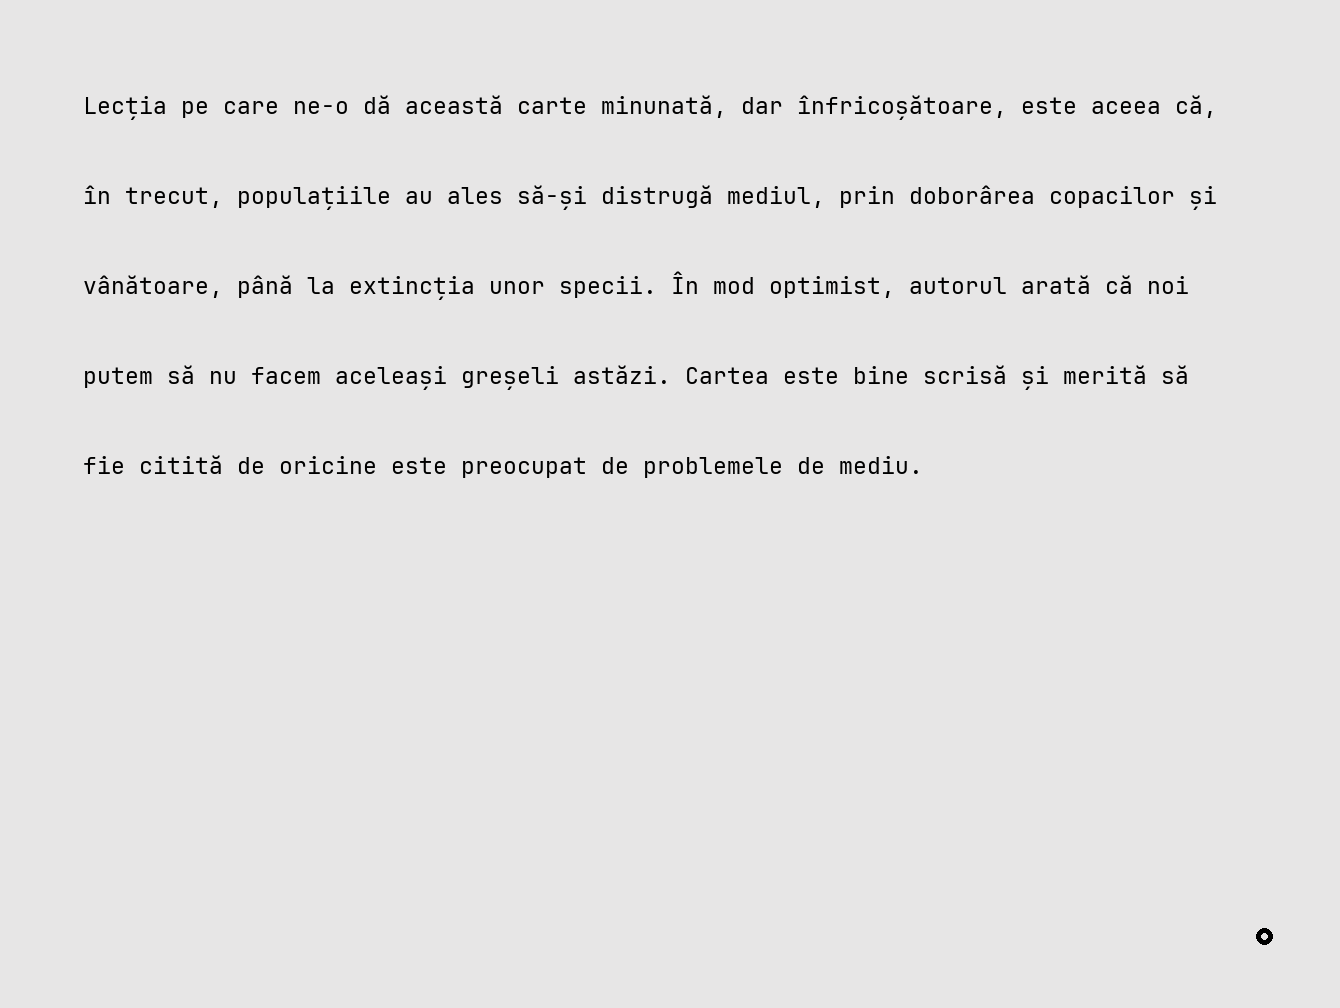 Lecția pe care ne-o dă această carte minunată, dar înfricoșătoare, este aceea că,
în trecut, populațiile au ales să-și distrugă mediul, prin doborârea copacilor și
vânătoare, până la extincția unor specii. În mod optimist, autorul arată că noi
putem să nu facem aceleași greșeli astăzi. Cartea este bine scrisă și merită să
fie citită de oricine este preocupat de problemele de mediu.